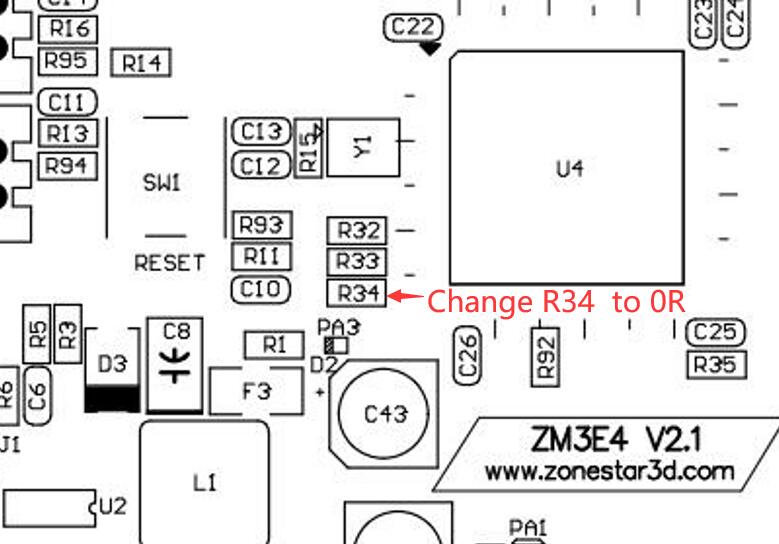 C14
C22
C23
C24
R16
R95
R14
C11
R13
R94
SW1
C13
C12
R15
Y1
U4
R93
R11
C10
R32
R33
R34
RESET
Change R34 to 0R
R5
R3
D3
C8
R1
PA3
D2
C26
R92
C25
R35
R6
C6
F3
+
C43
J1
ZM3E4 V2.1
www.zonestar3d.com
L1
U2
PA1